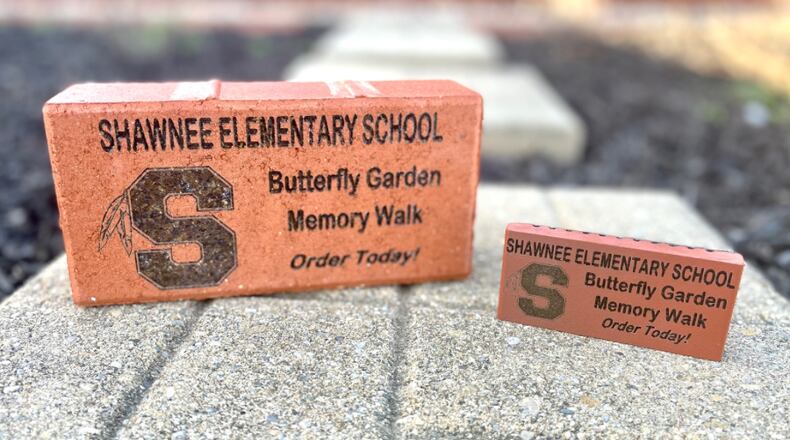 SHAWNEE ELEMENTARY SCHOOL
S
Butterfly Garden
Memory Walk
Order Today!
SHAWNEE ELEMENTARY SCHOOL
S
Butterfly Garden
Memory Walk
Order Today!